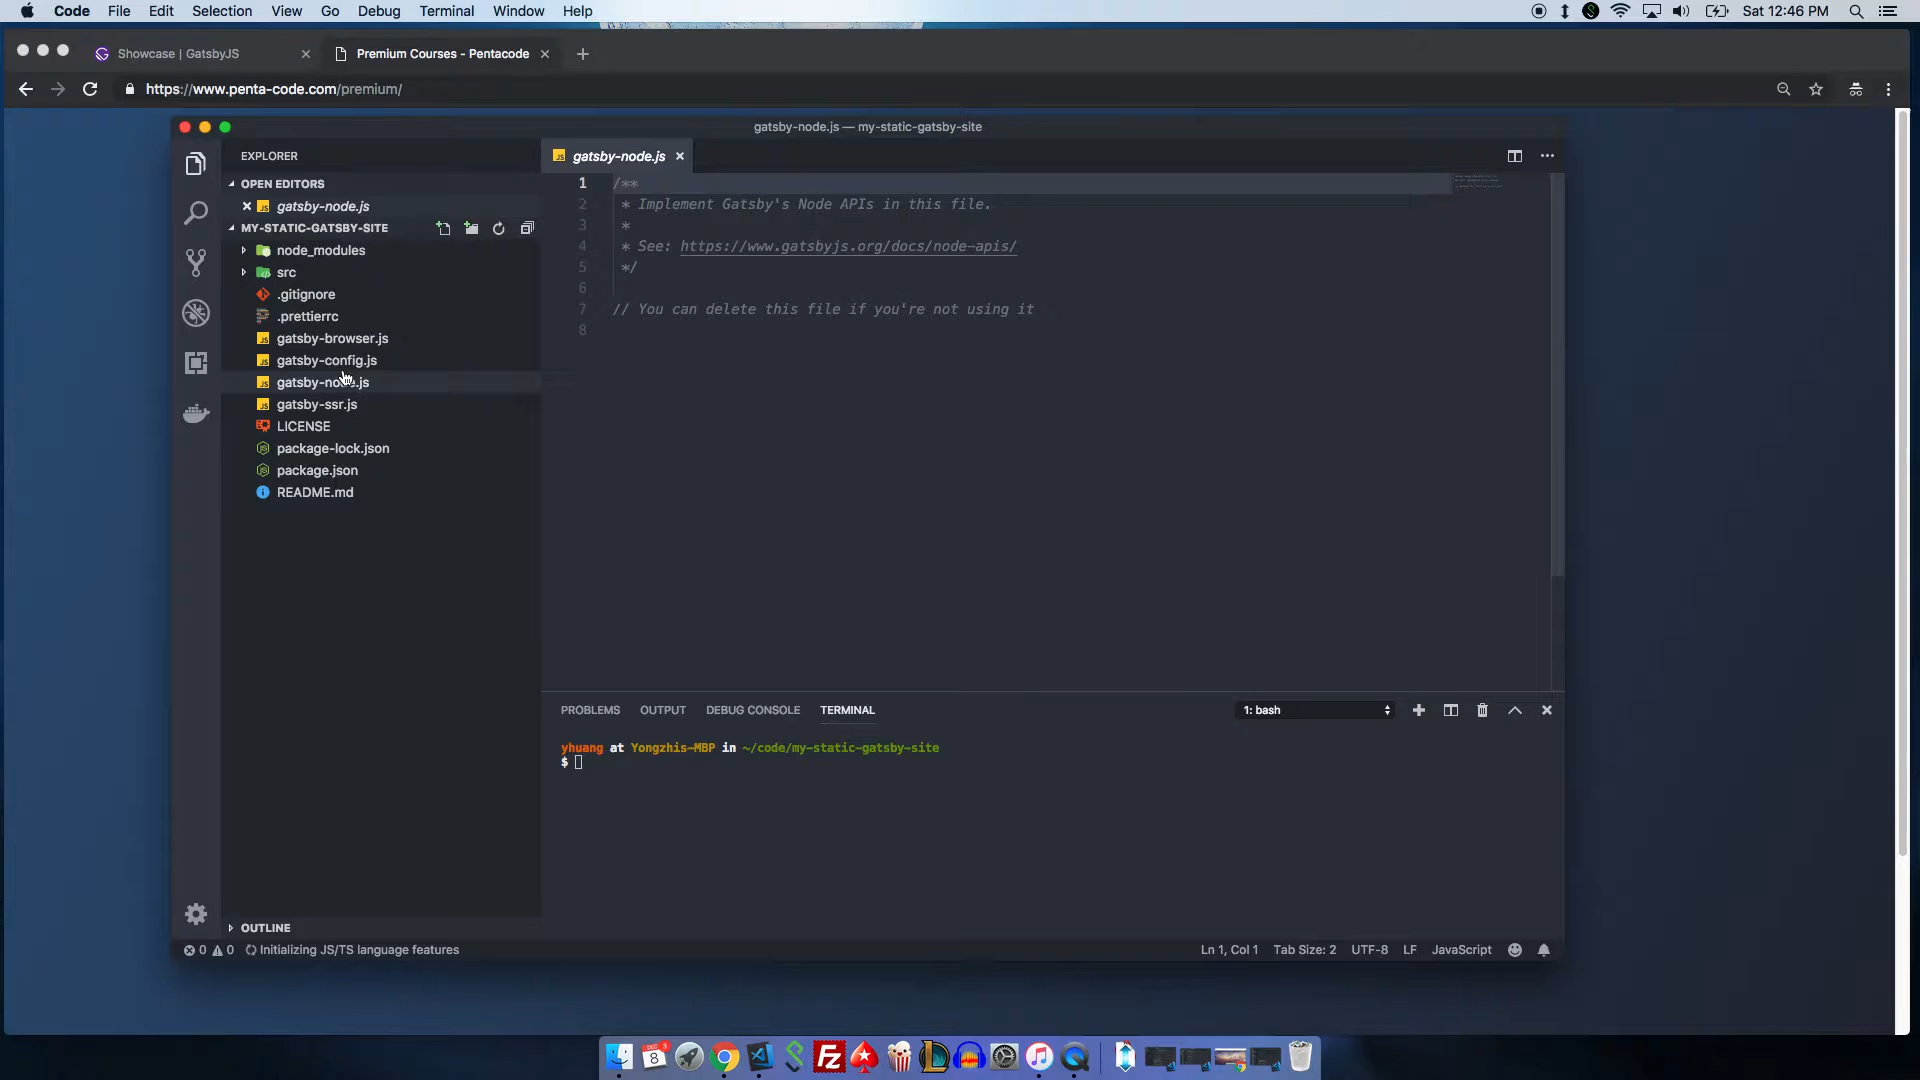 Code File Edit Selection View Go Debug Terminal Window Help Sat 12:46 PM
Showcase | GatsbyJS Premium Courses - Pentacode
https://www.penta-code.com/premium/
gatsby-node.js — my-static-gatsby-site
EXPLORER
gatsby-node.js
OPEN EDITORS
gatsby-node.js
MY-STATIC-GATSBY-SITE
node_modules
src
.gitignore
.prettierrc
gatsby-browser.js
gatsby-config.js
gatsby-node.js
gatsby-ssr.js
LICENSE
package-lock.json
package.json
README.md
OUTLINE
1 /**
2 * Implement Gatsby's Node APIs in this file.
3 *
4 * See: https://www.gatsbyjs.org/docs/node-apis/
5 */
6
7 // You can delete this file if you're not using it
8
PROBLEMS OUTPUT DEBUG CONSOLE TERMINAL 1: bash
yhuang at Yongzhis-MBP in ~/code/my-static-gatsby-site
$
0 0 Initializing JS/TS language features Ln 1, Col 1 Tab Size: 2 UTF-8 LF JavaScript
DEC 3
8
FZ